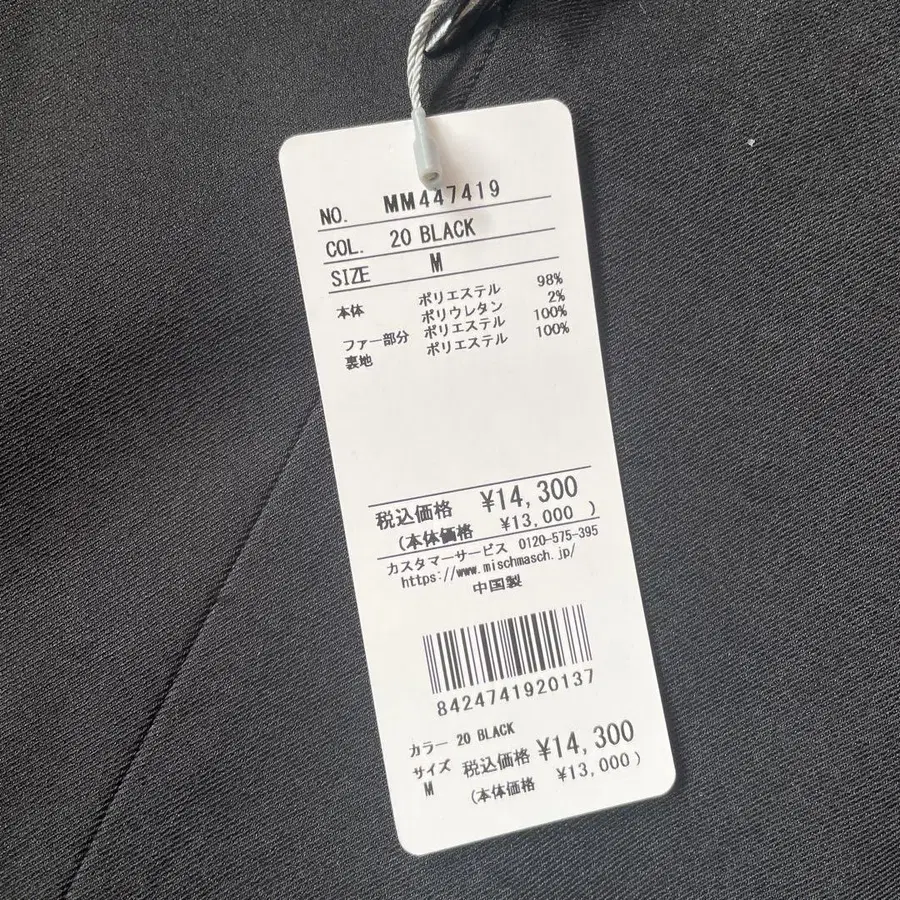 NO. MM447419
COL. 20 BLACK
SIZE M
本体 ポリエステル 98%
ポリウレタン 2%
ファー部分 ポリエステル 100%
裏地 ポリエステル 100%
税込価格 ¥14,300
(本体価格 ¥13,000 )
カスタマーサービス 0120-575-395
https://www.mischmasch.jp/
中国製
8424741920137
カラー 20 BLACK
サイズ 税込価格 ¥14,300
M (本体価格 ¥13,000 )